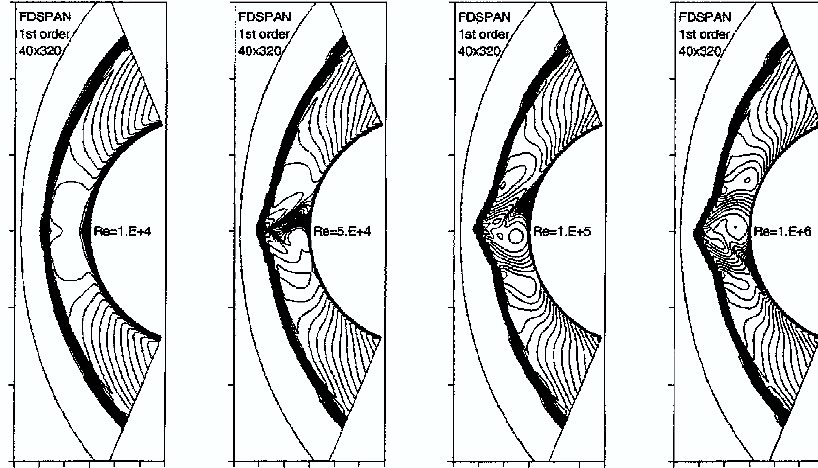 FDSPAN
1st order
40x320
Re=1.E+4
FDSPAN
1st order
40x320
Re=5.E+4
FDSPAN
1st order
40x320
Re=1.E+5
FDSPAN
1st order
40x320
Re=1.E+6